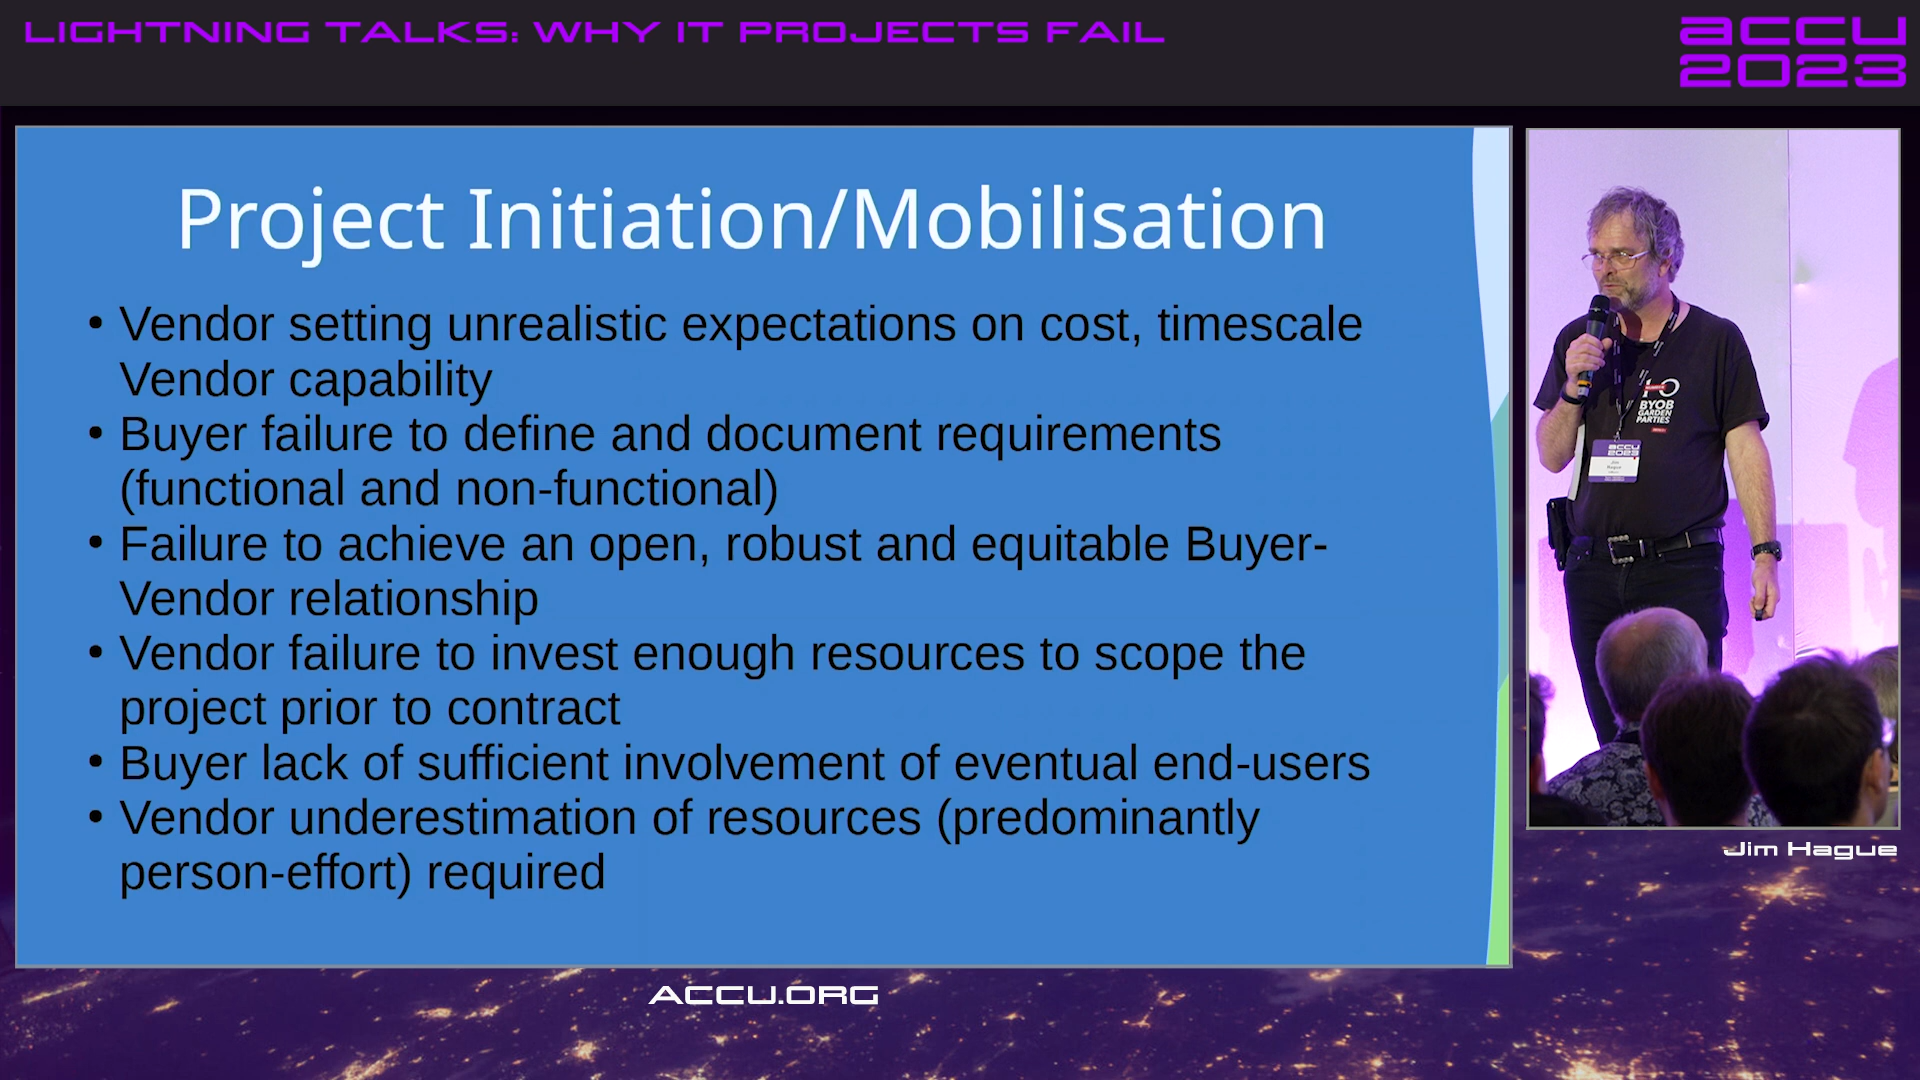 LIGHTNING TALKS: WHY IT PROJECTS FAIL
accu
2023
Project Initiation/Mobilisation
• Vendor setting unrealistic expectations on cost, timescale
Vendor capability
• Buyer failure to define and document requirements
(functional and non-functional)
• Failure to achieve an open, robust and equitable Buyer-
Vendor relationship
• Vendor failure to invest enough resources to scope the
project prior to contract
• Buyer lack of sufficient involvement of eventual end-users
• Vendor underestimation of resources (predominantly
person-effort) required
BYOB
GARDEN
PARTIES
accu
2023
Jim
Hague
Jim Hague
ACCU.ORG